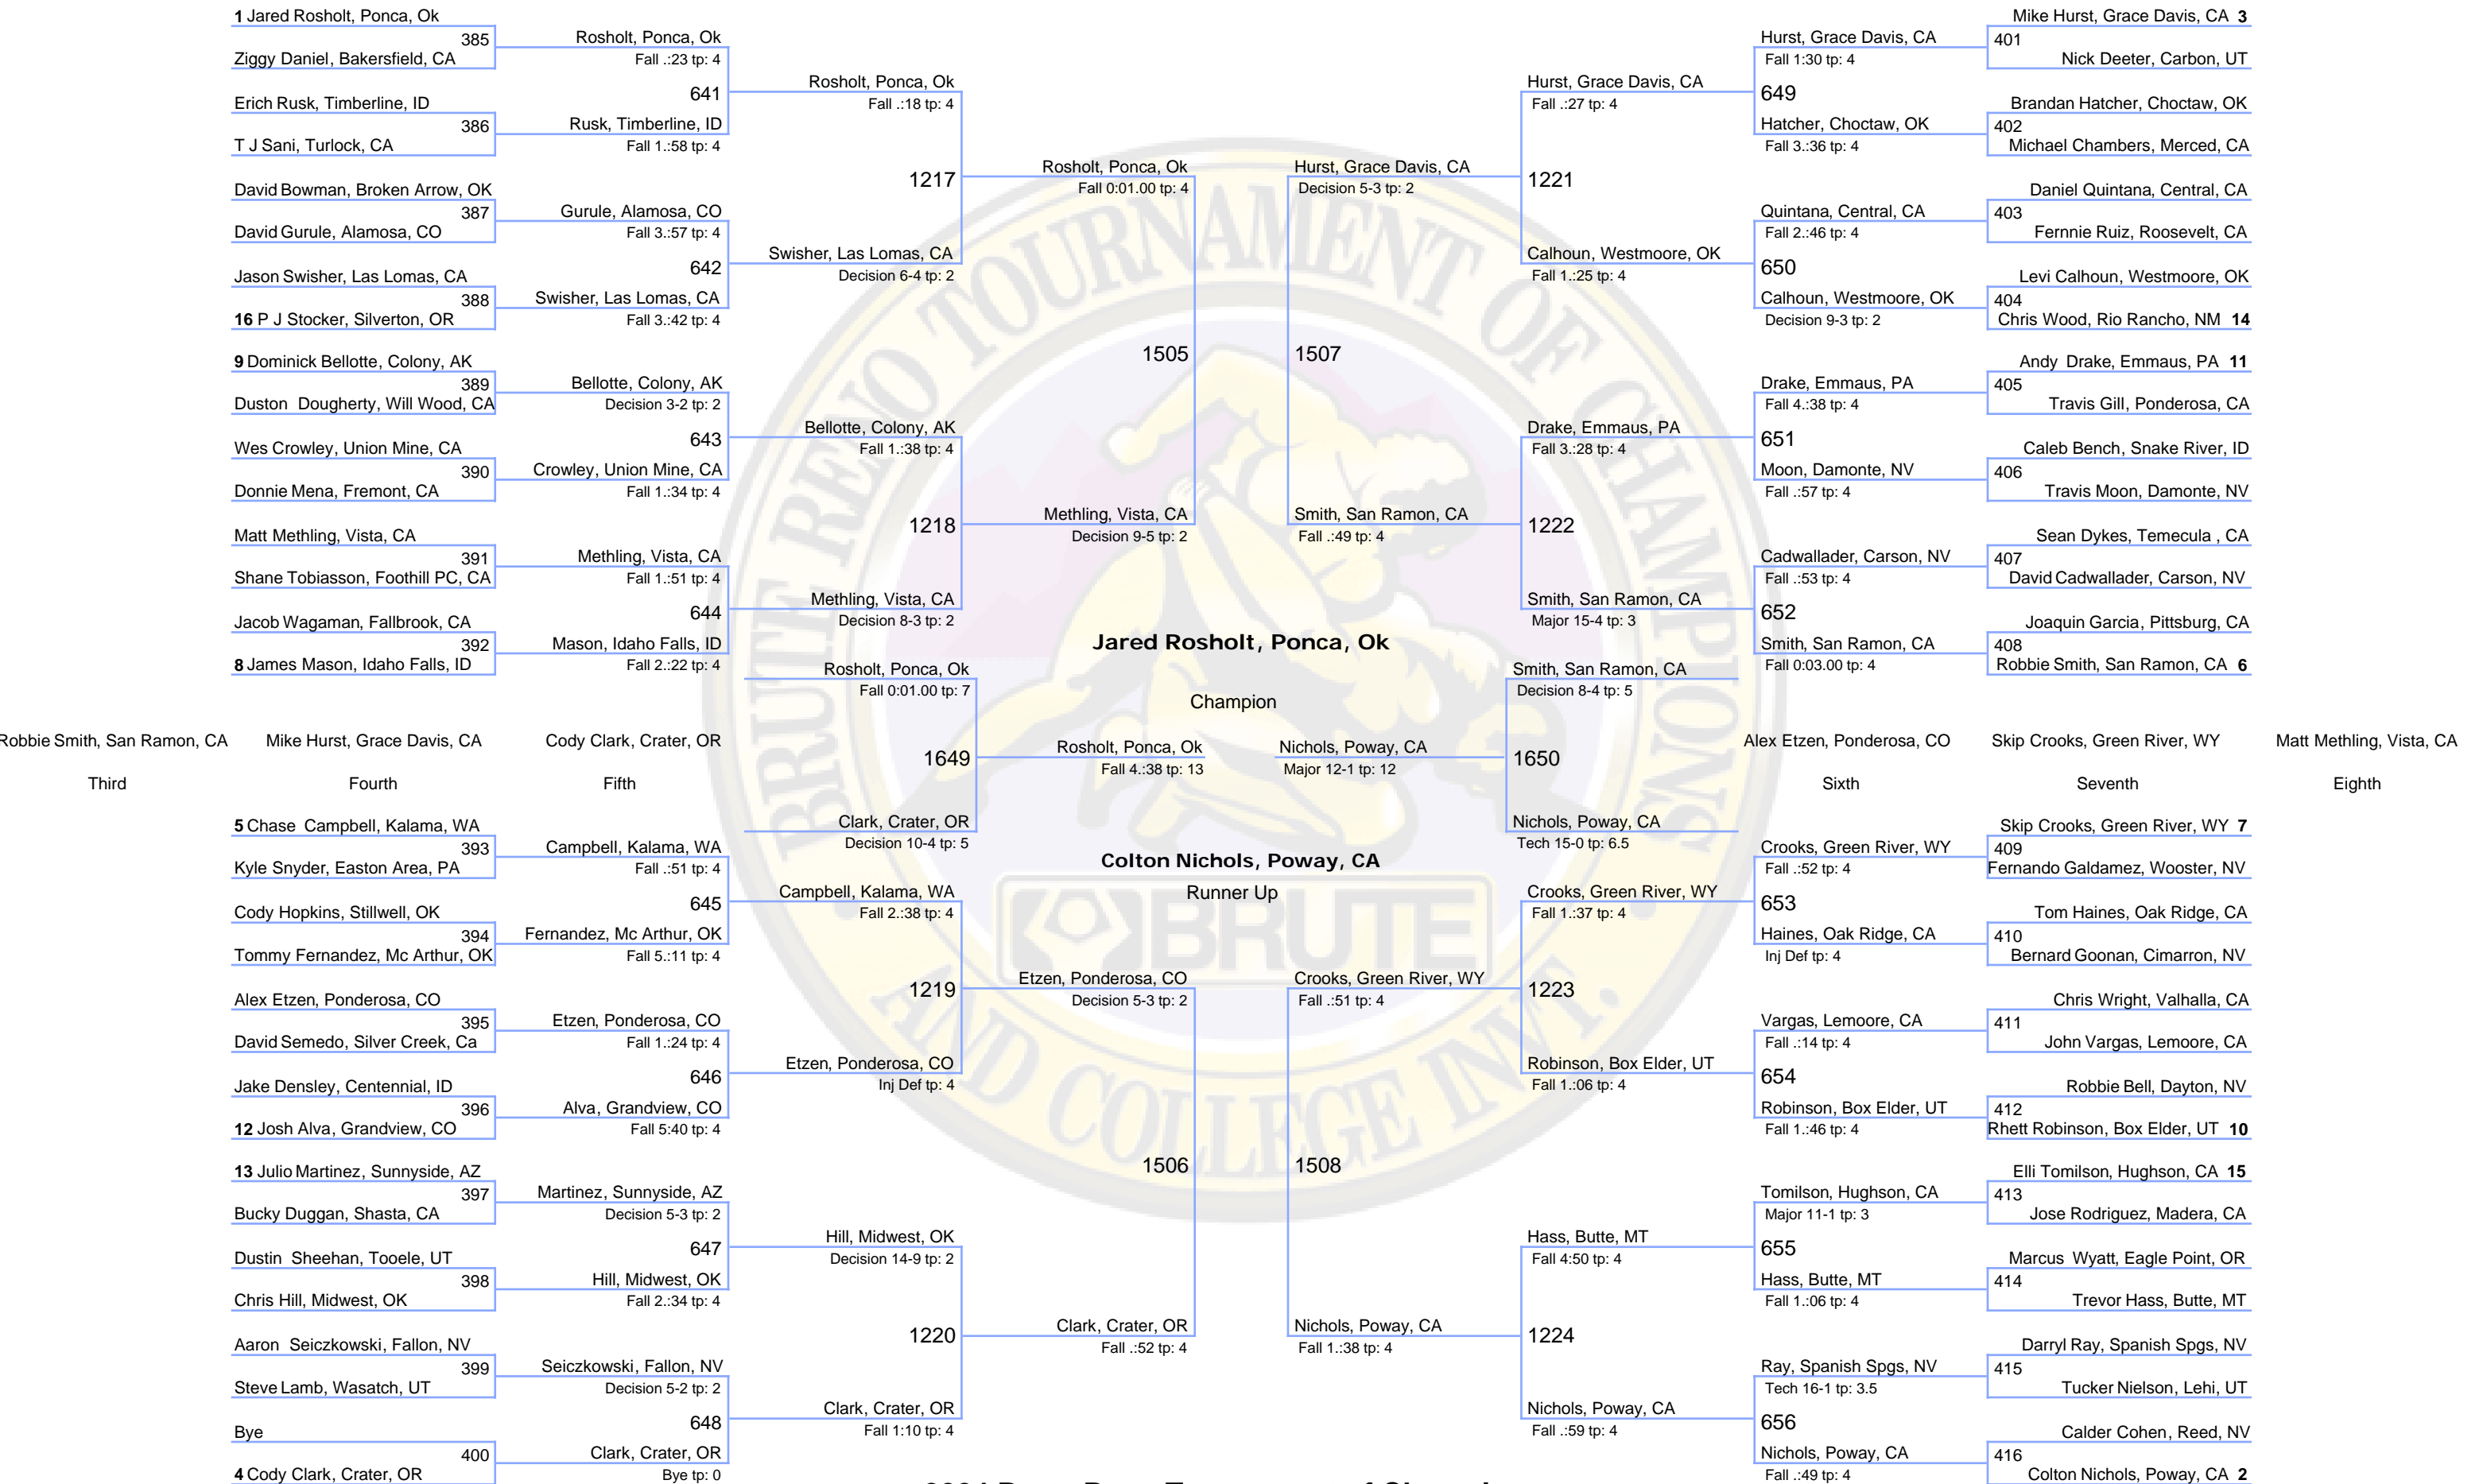 1 Jared Rosholt, Ponca, Ok
385
Ziggy Daniel, Bakersfield, CA
Erich Rusk, Timberline, ID
386
T J Sani, Turlock, CA
David Bowman, Broken Arrow, OK
387
David Gurule, Alamosa, CO
Jason Swisher, Las Lomas, CA
388
16 P J Stocker, Silverton, OR
9 Dominick Bellotte, Colony, AK
389
Duston Dougherty, Will Wood, CA
Wes Crowley, Union Mine, CA
390
Donnie Mena, Fremont, CA
Matt Methling, Vista, CA
391
Shane Tobiasson, Foothill PC, CA
Jacob Wagaman, Fallbrook, CA
392
8 James Mason, Idaho Falls, ID
Rosholt, Ponca, Ok
Fall .:23 tp: 4
641
Rusk, Timberline, ID
Fall 1.:58 tp: 4
Gurule, Alamosa, CO
Fall 3.:57 tp: 4
642
Swisher, Las Lomas, CA
Fall 3.:42 tp: 4
Bellotte, Colony, AK
Decision 3-2 tp: 2
643
Crowley, Union Mine, CA
Fall 1.:34 tp: 4
Methling, Vista, CA
Fall 1.:51 tp: 4
644
Mason, Idaho Falls, ID
Fall 2.:22 tp: 4
Rosholt, Ponca, Ok
Fall .:18 tp: 4
1217
Swisher, Las Lomas, CA
Decision 6-4 tp: 2
Bellotte, Colony, AK
Fall 1.:38 tp: 4
1218
Methling, Vista, CA
Decision 8-3 tp: 2
Rosholt, Ponca, Ok
Fall 0:01.00 tp: 4
1505
Methling, Vista, CA
Decision 9-5 tp: 2
Hurst, Grace Davis, CA
Decision 5-3 tp: 2
1507
Smith, San Ramon, CA
Fall .:49 tp: 4
Hurst, Grace Davis, CA
Fall .:27 tp: 4
1221
Calhoun, Westmoore, OK
Fall 1.:25 tp: 4
Drake, Emmaus, PA
Fall 3.:28 tp: 4
1222
Smith, San Ramon, CA
Major 15-4 tp: 3
Hurst, Grace Davis, CA
Fall 1:30 tp: 4
649
Hatcher, Choctaw, OK
Fall 3.:36 tp: 4
Quintana, Central, CA
Fall 2.:46 tp: 4
650
Calhoun, Westmoore, OK
Decision 9-3 tp: 2
Drake, Emmaus, PA
Fall 4.:38 tp: 4
651
Moon, Damonte, NV
Fall .:57 tp: 4
Cadwallader, Carson, NV
Fall .:53 tp: 4
652
Smith, San Ramon, CA
Fall 0:03.00 tp: 4
Mike Hurst, Grace Davis, CA 3
401
Nick Deeter, Carbon, UT
Brandan Hatcher, Choctaw, OK
402
Michael Chambers, Merced, CA
Daniel Quintana, Central, CA
403
Fernnie Ruiz, Roosevelt, CA
Levi Calhoun, Westmoore, OK
404
Chris Wood, Rio Rancho, NM 14
Andy Drake, Emmaus, PA 11
405
Travis Gill, Ponderosa, CA
Caleb Bench, Snake River, ID
406
Travis Moon, Damonte, NV
Sean Dykes, Temecula , CA
407
David Cadwallader, Carson, NV
Joaquin Garcia, Pittsburg, CA
408
Robbie Smith, San Ramon, CA 6
Jared Rosholt, Ponca, Ok
Champion
Rosholt, Ponca, Ok
Fall 0:01.00 tp: 7
1649
Clark, Crater, OR
Decision 10-4 tp: 5
Rosholt, Ponca, Ok
Fall 4.:38 tp: 13
Nichols, Poway, CA
Major 12-1 tp: 12
Smith, San Ramon, CA
Decision 8-4 tp: 5
1650
Nichols, Poway, CA
Tech 15-0 tp: 6.5
Colton Nichols, Poway, CA
Runner Up
Robbie Smith, San Ramon, CA
Third
Mike Hurst, Grace Davis, CA
Fourth
Cody Clark, Crater, OR
Fifth
Alex Etzen, Ponderosa, CO
Sixth
Skip Crooks, Green River, WY
Seventh
Matt Methling, Vista, CA
Eighth
5 Chase Campbell, Kalama, WA
393
Kyle Snyder, Easton Area, PA
Cody Hopkins, Stillwell, OK
394
Tommy Fernandez, Mc Arthur, OK
Alex Etzen, Ponderosa, CO
395
David Semedo, Silver Creek, Ca
Jake Densley, Centennial, ID
396
12 Josh Alva, Grandview, CO
13 Julio Martinez, Sunnyside, AZ
397
Bucky Duggan, Shasta, CA
Dustin Sheehan, Tooele, UT
398
Chris Hill, Midwest, OK
Aaron Seiczkowski, Fallon, NV
399
Steve Lamb, Wasatch, UT
Bye
400
4 Cody Clark, Crater, OR
Campbell, Kalama, WA
Fall .:51 tp: 4
645
Fernandez, Mc Arthur, OK
Fall 5.:11 tp: 4
Etzen, Ponderosa, CO
Fall 1.:24 tp: 4
646
Alva, Grandview, CO
Fall 5:40 tp: 4
Martinez, Sunnyside, AZ
Decision 5-3 tp: 2
647
Hill, Midwest, OK
Fall 2.:34 tp: 4
Seiczkowski, Fallon, NV
Decision 5-2 tp: 2
648
Clark, Crater, OR
Bye tp: 0
Campbell, Kalama, WA
Fall 2.:38 tp: 4
1219
Etzen, Ponderosa, CO
Inj Def tp: 4
Hill, Midwest, OK
Decision 14-9 tp: 2
1220
Clark, Crater, OR
Fall 1:10 tp: 4
Etzen, Ponderosa, CO
Decision 5-3 tp: 2
1506
Clark, Crater, OR
Fall .:52 tp: 4
Crooks, Green River, WY
Fall .:51 tp: 4
1508
Nichols, Poway, CA
Fall 1.:38 tp: 4
Crooks, Green River, WY
Fall 1.:37 tp: 4
1223
Robinson, Box Elder, UT
Fall 1.:06 tp: 4
Hass, Butte, MT
Fall 4:50 tp: 4
1224
Nichols, Poway, CA
Fall .:59 tp: 4
Crooks, Green River, WY
Fall .:52 tp: 4
653
Haines, Oak Ridge, CA
Inj Def tp: 4
Vargas, Lemoore, CA
Fall .:14 tp: 4
654
Robinson, Box Elder, UT
Fall 1.:46 tp: 4
Tomilson, Hughson, CA
Major 11-1 tp: 3
655
Hass, Butte, MT
Fall 1.:06 tp: 4
Ray, Spanish Spgs, NV
Tech 16-1 tp: 3.5
656
Nichols, Poway, CA
Fall .:49 tp: 4
Skip Crooks, Green River, WY 7
409
Fernando Galdamez, Wooster, NV
Tom Haines, Oak Ridge, CA
410
Bernard Goonan, Cimarron, NV
Chris Wright, Valhalla, CA
411
John Vargas, Lemoore, CA
Robbie Bell, Dayton, NV
412
Rhett Robinson, Box Elder, UT 10
Elli Tomilson, Hughson, CA 15
413
Jose Rodriguez, Madera, CA
Marcus Wyatt, Eagle Point, OR
414
Trevor Hass, Butte, MT
Darryl Ray, Spanish Spgs, NV
415
Tucker Nielson, Lehi, UT
Calder Cohen, Reed, NV
416
Colton Nichols, Poway, CA 2
BRUTE RENO TOURNAMENT OF CHAMPIONS
AND COLLEGE INVT.
BRUTE